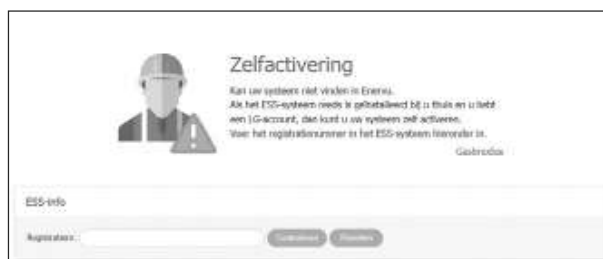 Zelfactivering
Kan uw systeem niet vinden in Enervu.
Als het ESS-systeem reeds is geïnstalleerd bij u thuis en u hebt
een LG-account, dan kunt u uw systeem zelf activeren.
Voer het registratienummer in het ESS-systeem hieronder in.
Gastmodus
ESS-info